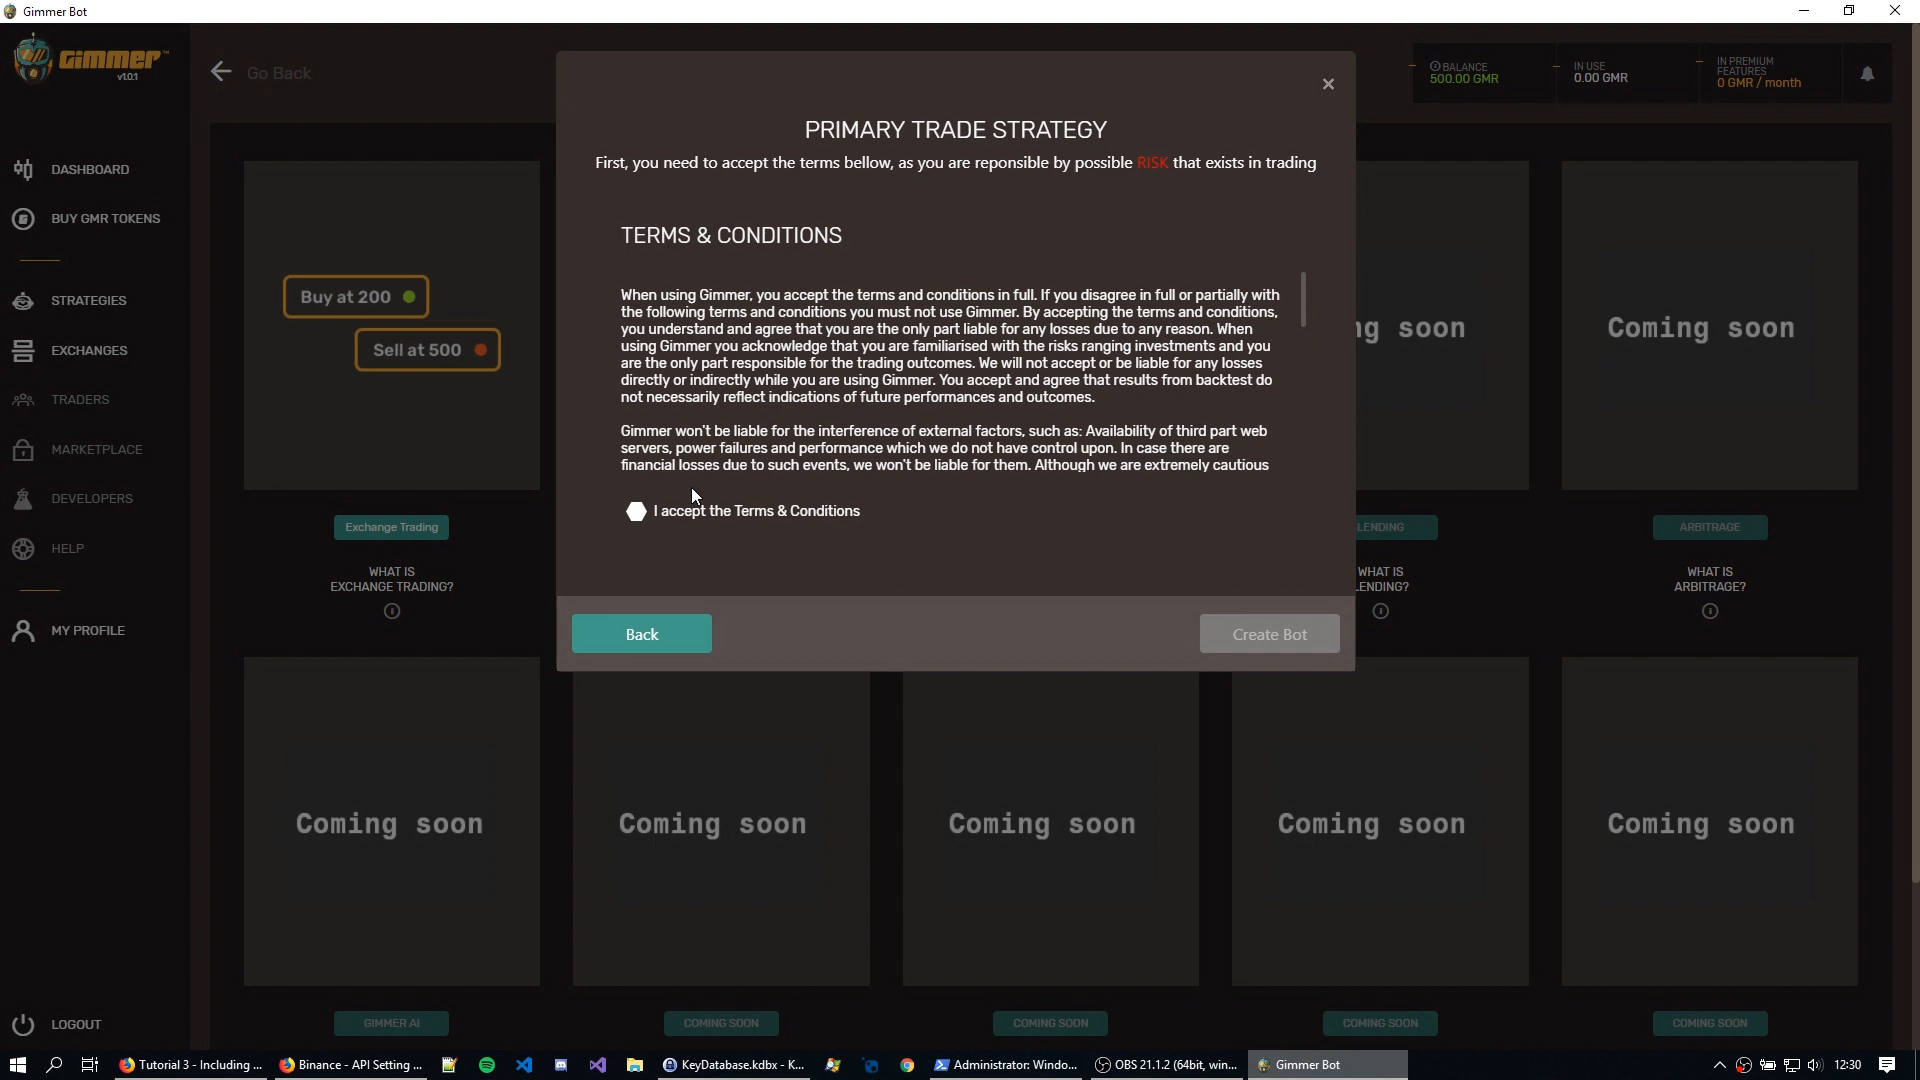 Gimmer Bot
GIMMER™
v1.0.1
Go Back
BALANCE
500.00 GMR
IN USE
0.00 GMR
IN PREMIUM
FEATURES
0 GMR / month
DASHBOARD
BUY GMR TOKENS
STRATEGIES
EXCHANGES
TRADERS
MARKETPLACE
DEVELOPERS
HELP
MY PROFILE
LOGOUT
PRIMARY TRADE STRATEGY
First, you need to accept the terms bellow, as you are reponsible by possible RISK that exists in trading
TERMS & CONDITIONS
When using Gimmer, you accept the terms and conditions in full. If you disagree in full or partially with
the following terms and conditions you must not use Gimmer. By accepting the terms and conditions,
you understand and agree that you are the only part liable for any losses due to any reason. When
using Gimmer you acknowledge that you are familiarised with the risks ranging investments and you
are the only part responsible for the trading outcomes. We will not accept or be liable for any losses
directly or indirectly while you are using Gimmer. You accept and agree that results from backtest do
not necessarily reflect indications of future performances and outcomes.
Gimmer won't be liable for the interference of external factors, such as: Availability of third part web
servers, power failures and performance which we do not have control upon. In case there are
financial losses due to such events, we won't be liable for them. Although we are extremely cautious
I accept the Terms & Conditions
Back
Create Bot
Buy at 200
Sell at 500
Exchange Trading
WHAT IS
EXCHANGE TRADING?
ng soon
LENDING
WHAT IS
LENDING?
Coming soon
ARBITRAGE
WHAT IS
ARBITRAGE?
Coming soon
Coming soon
Coming soon
Coming soon
Coming soon
GIMMER AI
COMING SOON
COMING SOON
COMING SOON
COMING SOON
Tutorial 3 - Including ...
Binance - API Setting ...
KeyDatabase.kdbx - K...
Administrator: Windo...
OBS 21.1.2 (64bit, win...
Gimmer Bot
12:30